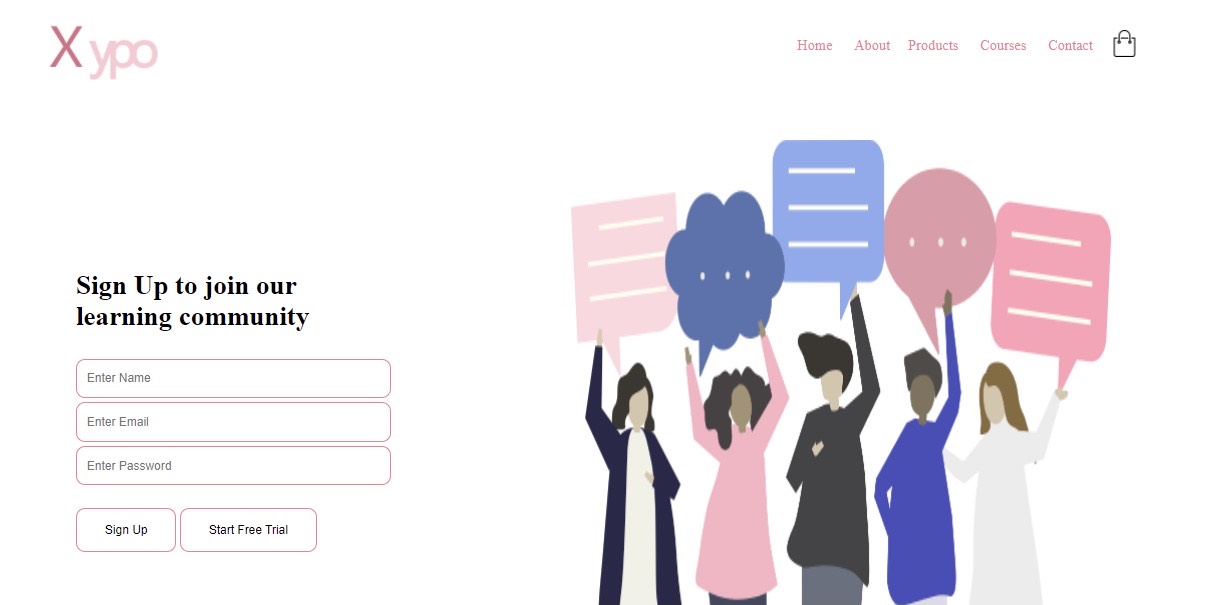 X ypo
Home About Products Courses Contact
Sign Up to join our
learning community
Enter Name
Enter Email
Enter Password
Sign Up Start Free Trial